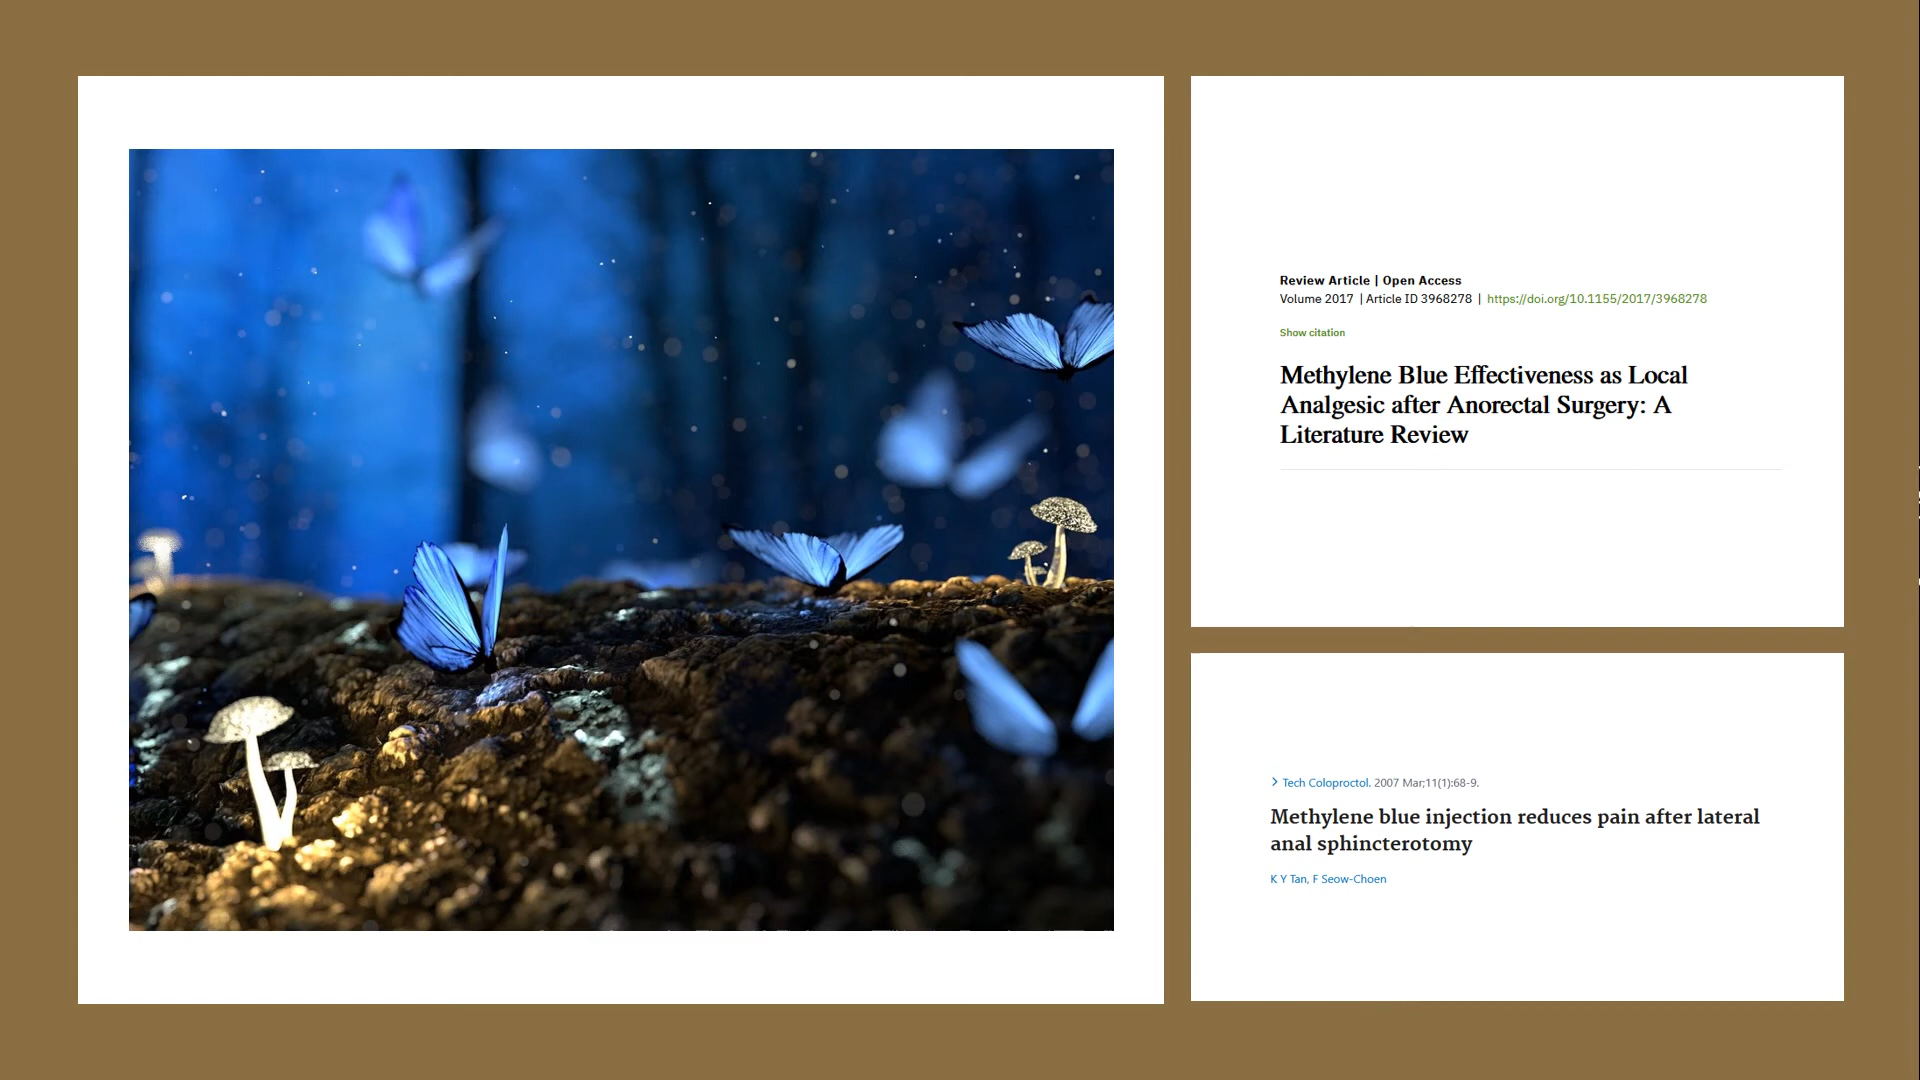 Review Article | Open Access
Volume 2017 | Article ID 3968278 | https://doi.org/10.1155/2017/3968278
Show citation
Methylene Blue Effectiveness as Local
Analgesic after Anorectal Surgery: A
Literature Review
> Tech Coloproctol. 2007 Mar;11(1):68-9.
Methylene blue injection reduces pain after lateral
anal sphincterotomy
K Y Tan, F Seow-Choen